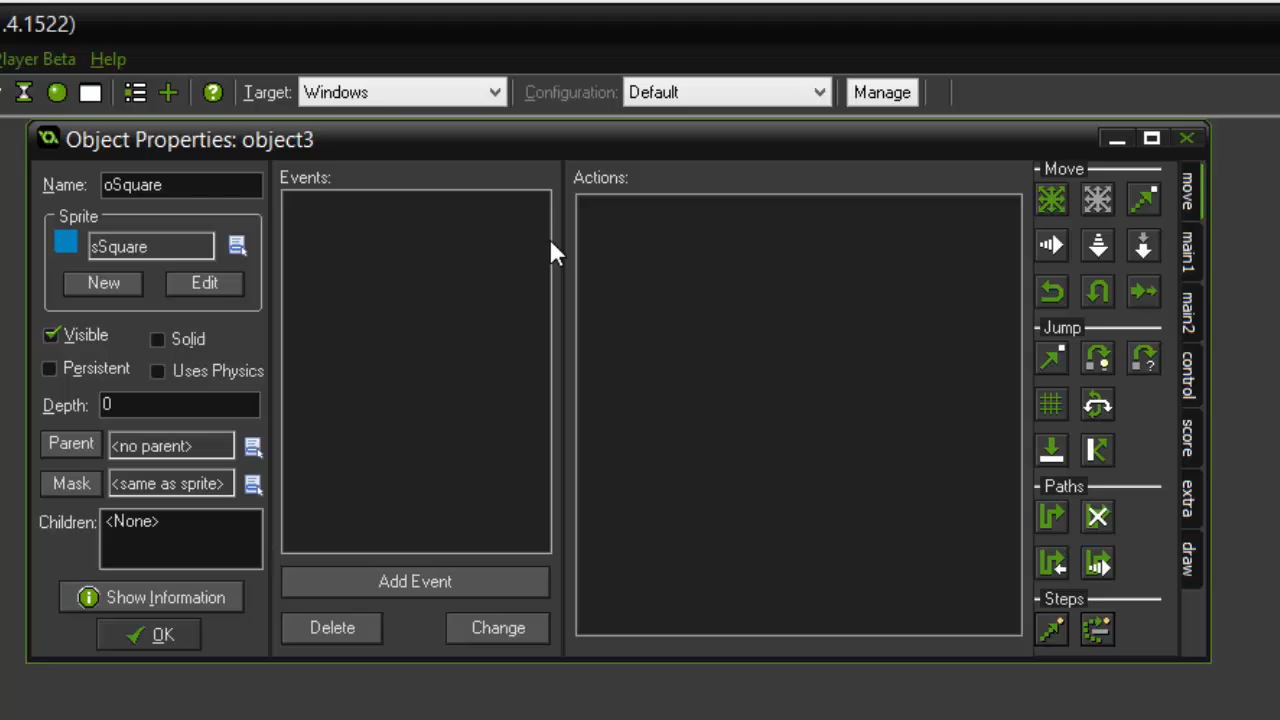 .4.1522)
Player Beta Help
Target: Windows Configuration: Default Manage
Object Properties: object3
Name: oSquare
Sprite
sSquare
New Edit
Visible Solid
Persistent Uses Physics
Depth: 0
Parent <no parent>
Mask <same as sprite>
Children: <None>
Show Information
OK
Events:
Add Event
Delete Change
Actions:
Move
Jump
?
Paths
Steps
move
main1
main2
control
score
extra
draw